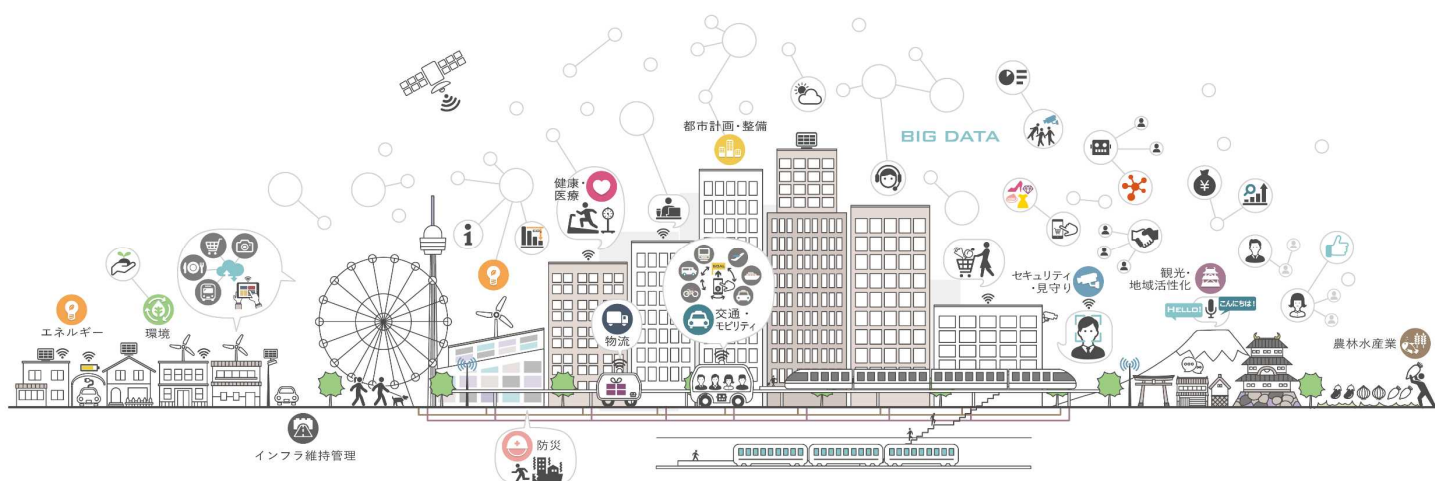 都市計画・整備
BIG DATA
健康・
医療
エネルギー
環境
物流
交通・
モビリティ
セキュリティ
・見守り
観光・
地域活性化
HELLO!
こんにちは!
農林水産業
インフラ維持管理
防災